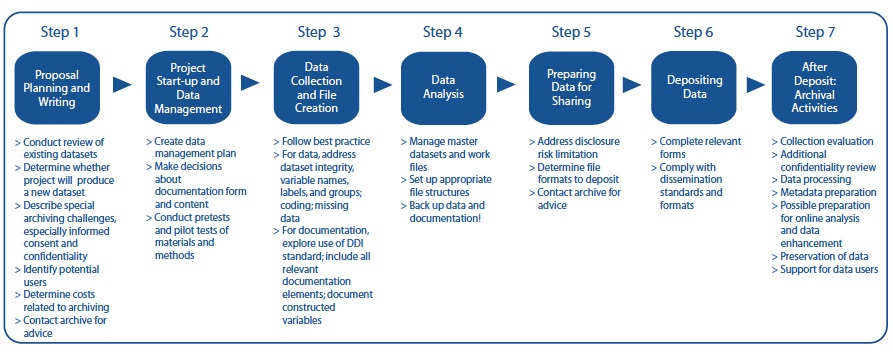 Step 1
Proposal
Planning and
Writing
> Conduct review of
existing datasets
> Determine whether
project will produce
a new dataset
> Describe special
archiving challenges,
especially informed
consent and
confidentiality
> Identify potential
users
> Determine costs
related to archiving
> Contact archive for
advice
Step 2
Project
Start-up and
Data
Management
> Create data
management plan
> Make decisions
about
documentation form
and content
> Conduct pretests
and pilot tests of
materials and
methods
Step 3
Data
Collection
and File
Creation
> Follow best practice
> For data, address
dataset integrity,
variable names,
labels, and groups;
coding; missing
data
> For documentation,
explore use of DDI
standard; include all
relevant
documentation
elements; document
constructed
variables
Step 4
Data
Analysis
> Manage master
datasets and work
files
> Set up appropriate
file structures
> Back up data and
documentation!
Step 5
Preparing
Data for
Sharing
> Address disclosure
risk limitation
> Determine file
formats to deposit
> Contact archive for
advice
Step 6
Depositing
Data
> Complete relevant
forms
> Comply with
dissemination
standards and
formats
Step 7
After
Deposit:
Archival
Activities
> Collection evaluation
> Additional
confidentiality review
> Data processing
> Metadata preparation
> Possible preparation
for online analysis
and data
enhancement
> Preservation of data
> Support for data users